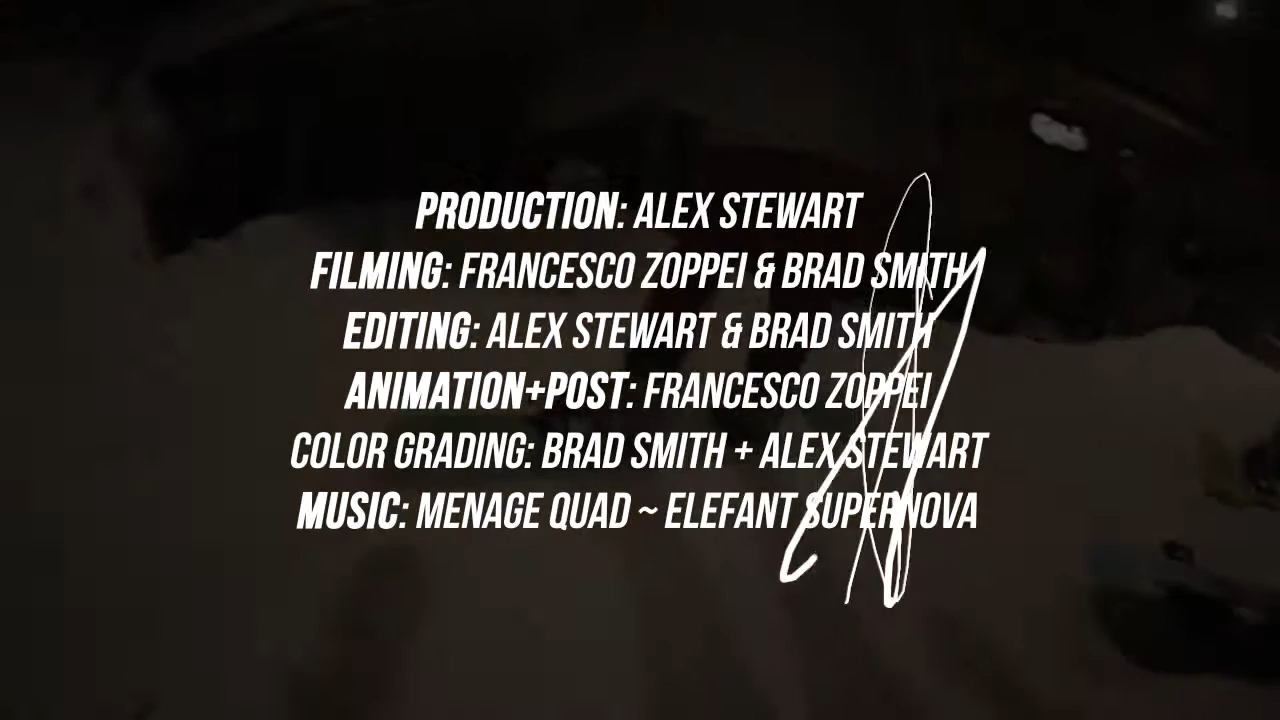 PRODUCTION: ALEX STEWART
FILMING: FRANCESCO ZOPPEI & BRAD SMITH
EDITING: ALEX STEWART & BRAD SMITH
ANIMATION+POST: FRANCESCO ZOPPEI
COLOR GRADING: BRAD SMITH + ALEX STEWART
MUSIC: MENAGE QUAD ~ ELEFANT SUPERNOVA